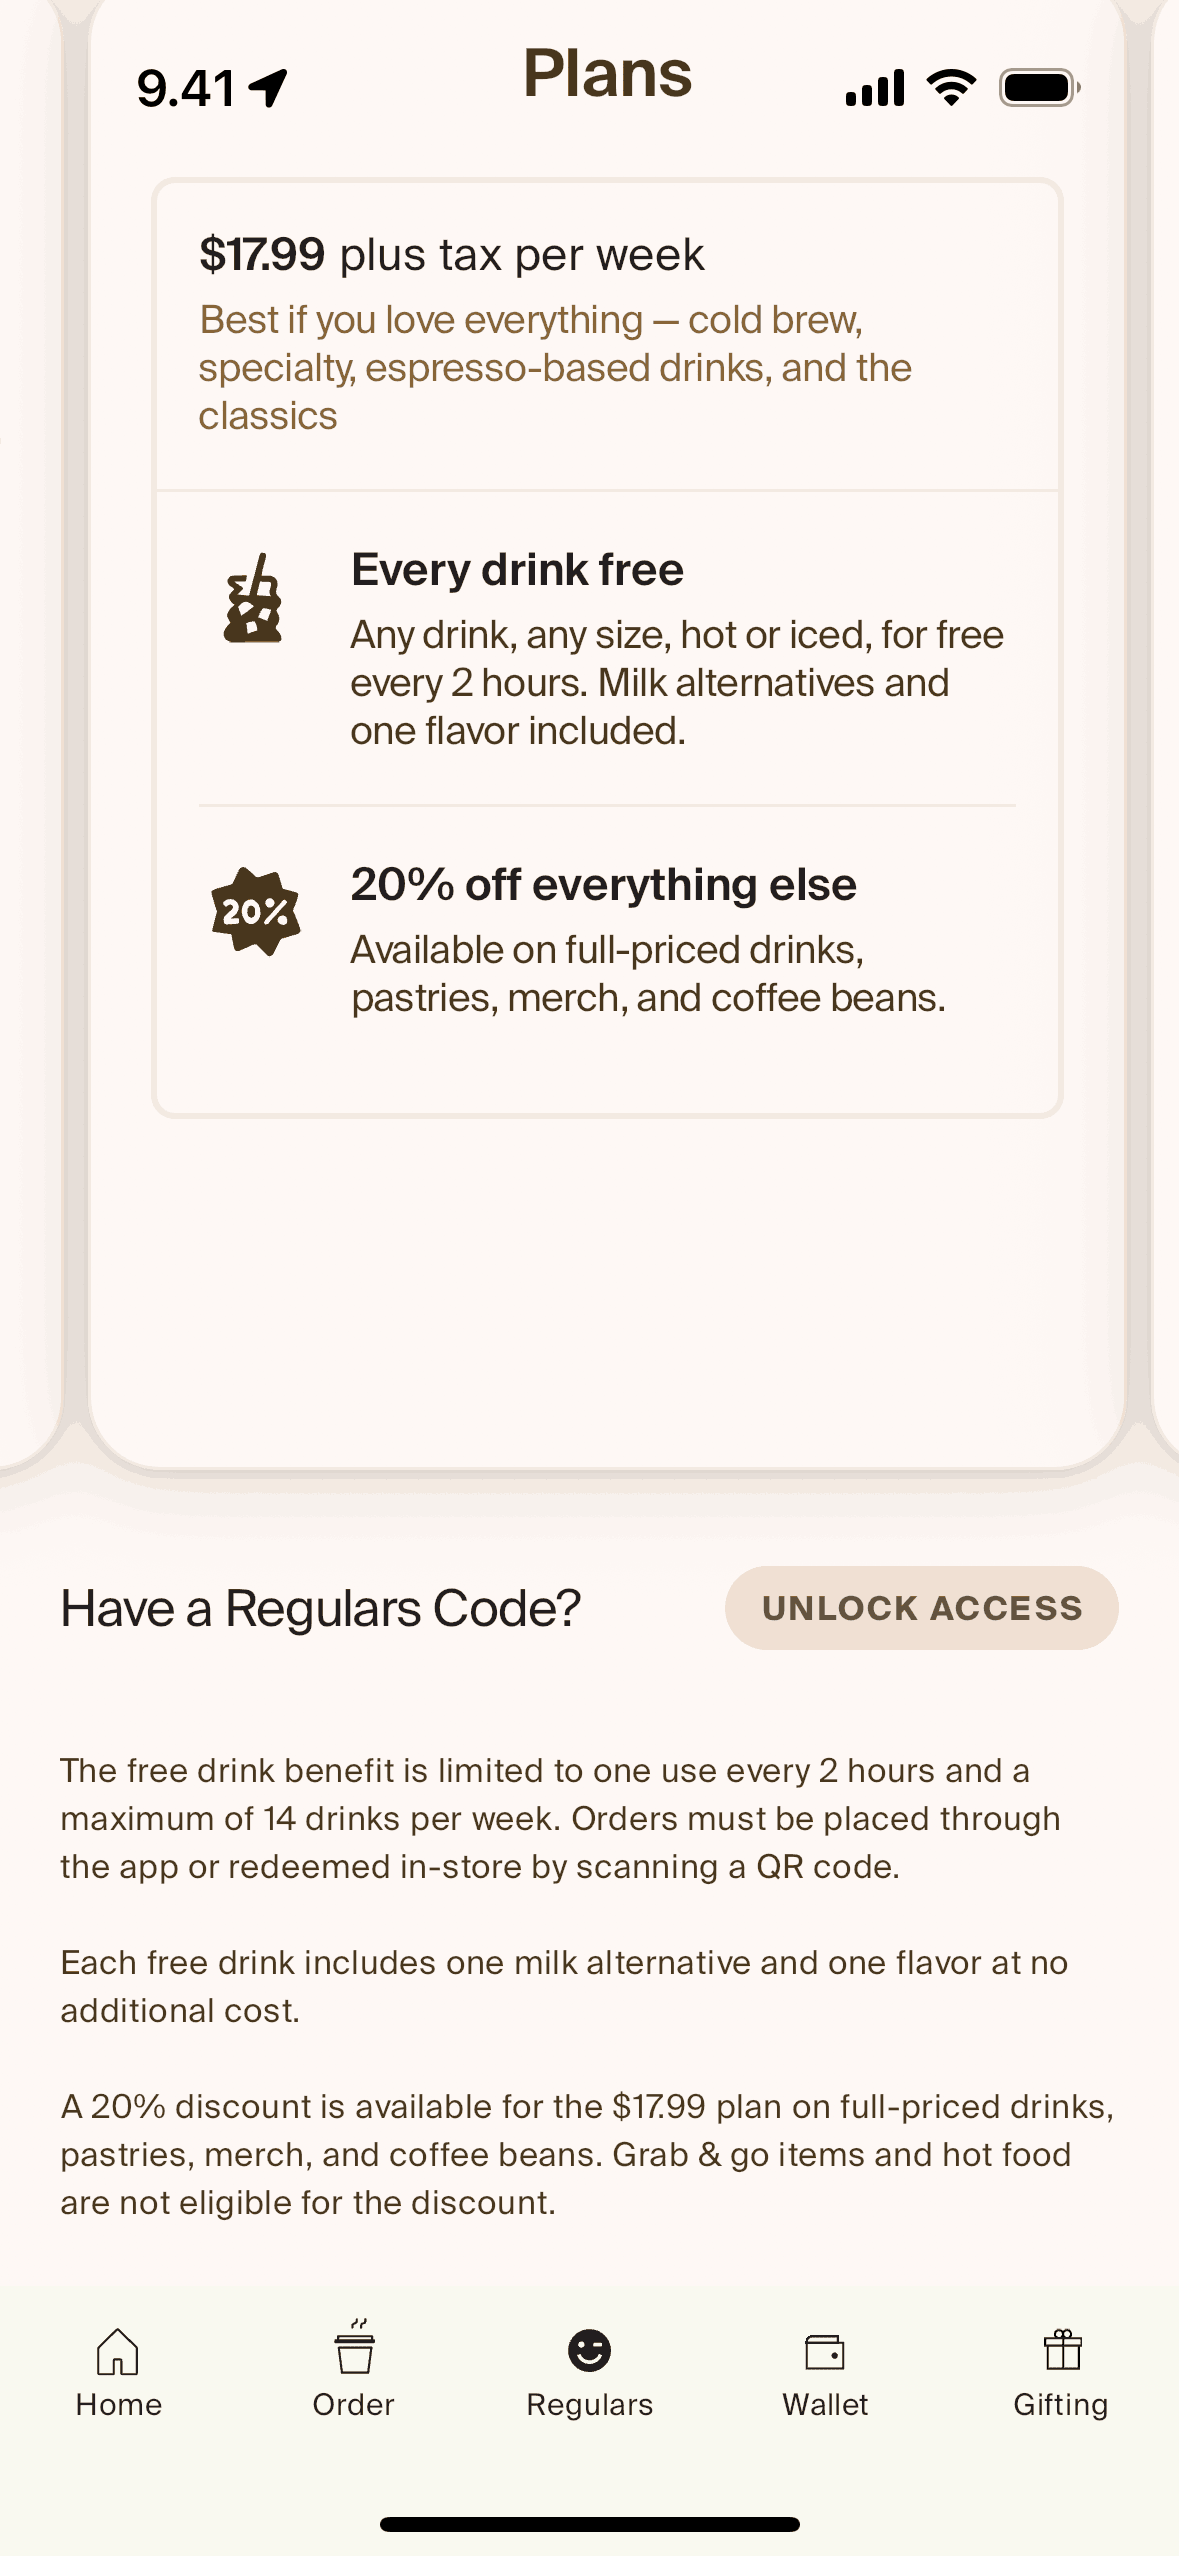 9.41
Plans
$17.99 plus tax per week
Best if you love everything — cold brew,
specialty, espresso-based drinks, and the
classics
Every drink free
Any drink, any size, hot or iced, for free
every 2 hours. Milk alternatives and
one flavor included.
20%
20% off everything else
Available on full-priced drinks,
pastries, merch, and coffee beans.
Have a Regulars Code?
UNLOCK ACCESS
The free drink benefit is limited to one use every 2 hours and a
maximum of 14 drinks per week. Orders must be placed through
the app or redeemed in-store by scanning a QR code.
Each free drink includes one milk alternative and one flavor at no
additional cost.
A 20% discount is available for the $17.99 plan on full-priced drinks,
pastries, merch, and coffee beans. Grab & go items and hot food
are not eligible for the discount.
Home
Order
Regulars
Wallet
Gifting